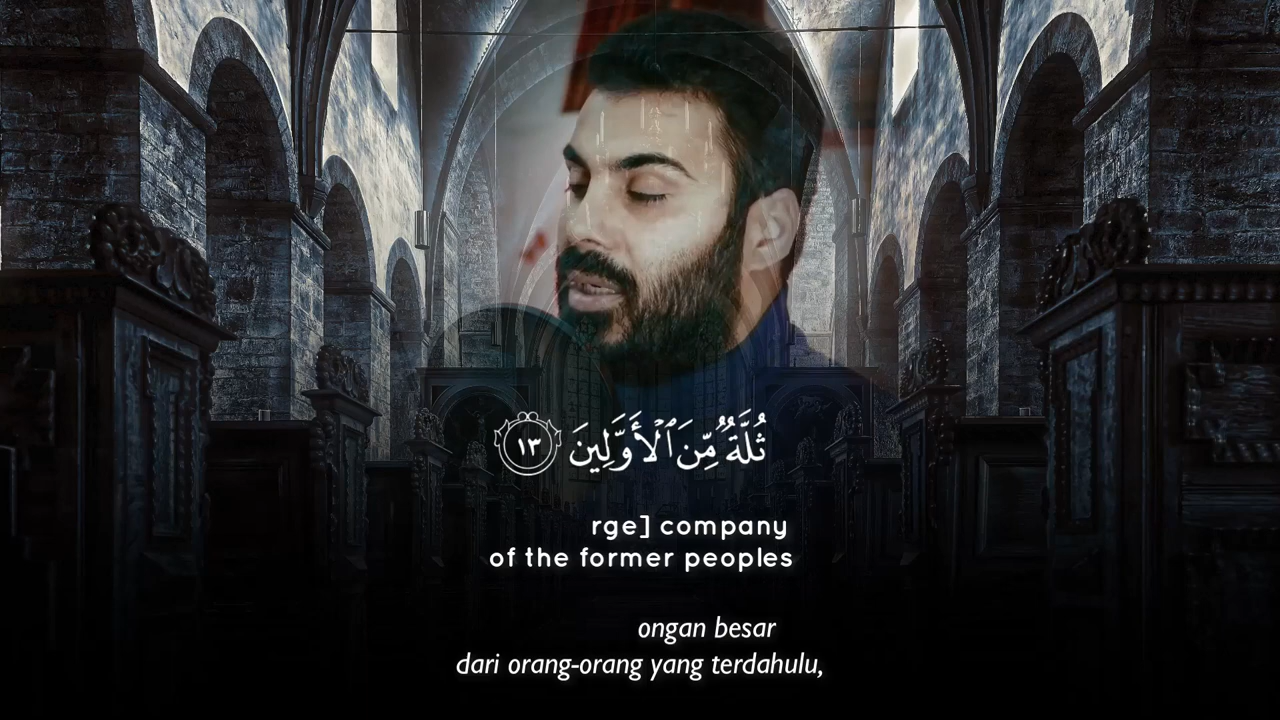 ثُلَّةٌ مِّنَ ٱلْأَوَّلِينَ ١٣
rge] company
of the former peoples
ongan besar
dari orang-orang yang terdahulu,